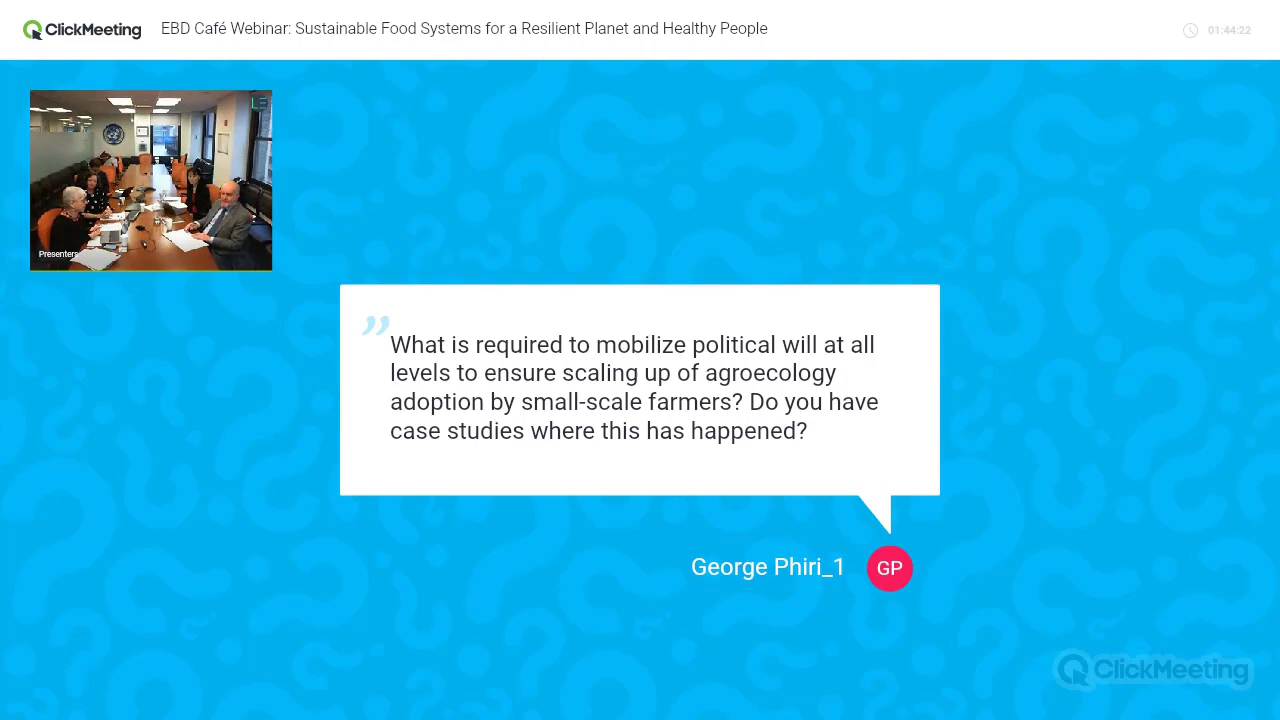 ClickMeeting
EBD Café Webinar: Sustainable Food Systems for a Resilient Planet and Healthy People
01:44:22
Presenters
”
What is required to mobilize political will at all
levels to ensure scaling up of agroecology
adoption by small-scale farmers? Do you have
case studies where this has happened?
George Phiri_1
GP
ClickMeeting